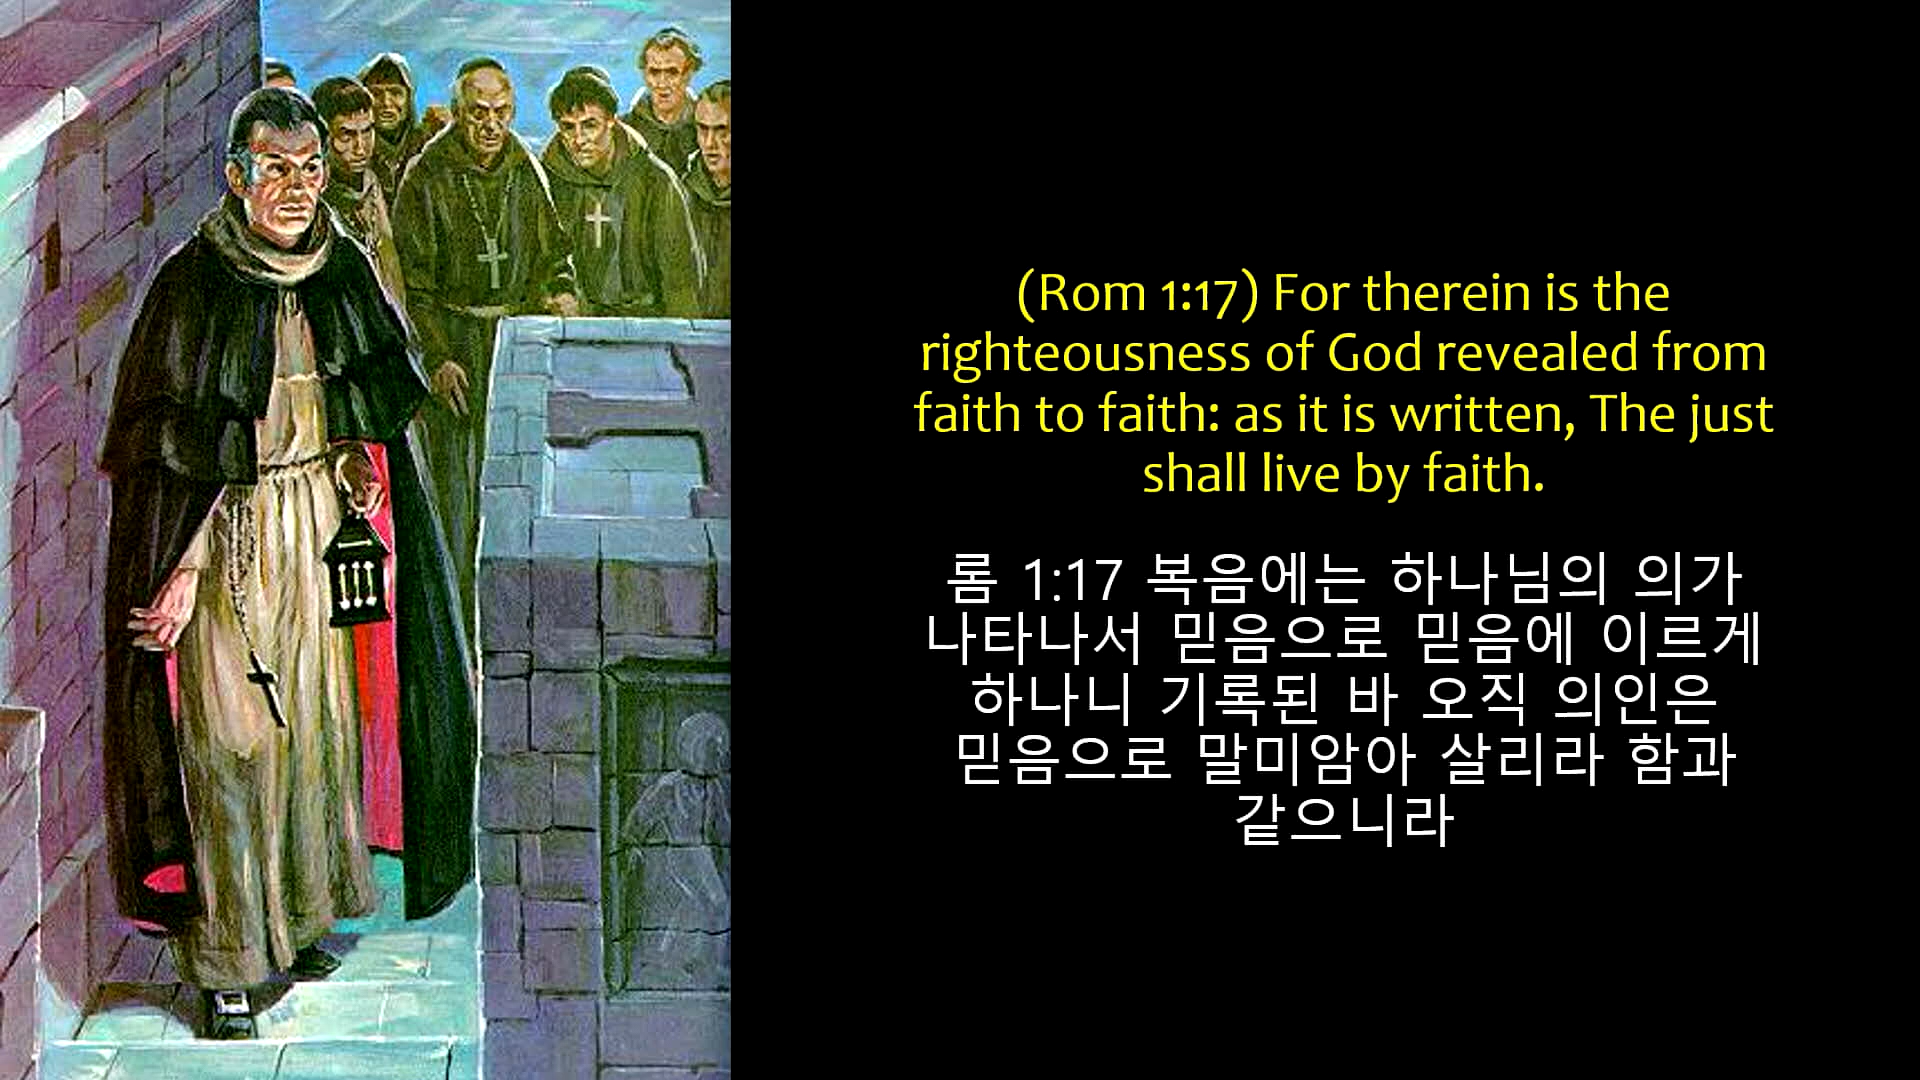 (Rom 1:17) For therein is the
righteousness of God revealed from
faith to faith: as it is written, The just
shall live by faith.
롬 1:17 복음에는 하나님의 의가
나타나서 믿음으로 믿음에 이르게
하나니 기록된 바 오직 의인은
믿음으로 말미암아 살리라 함과
같으니라